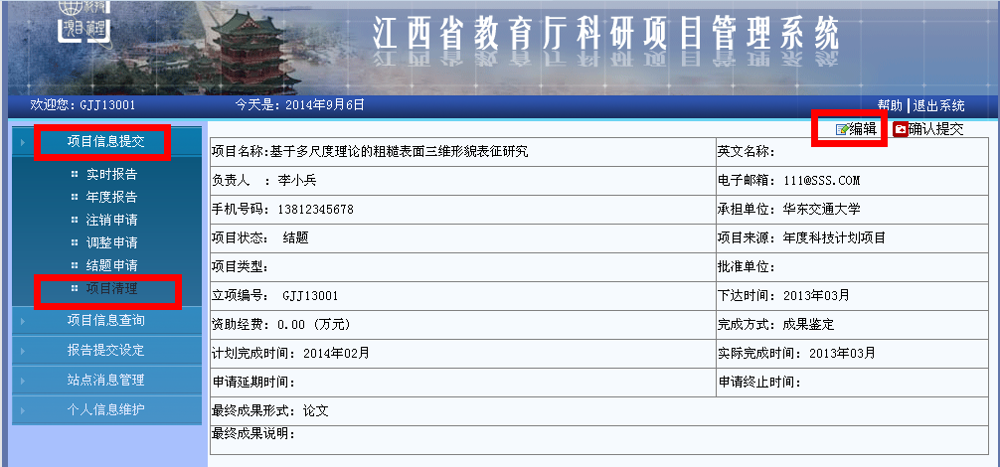 教科
项目管理
江西省教育厅科研项目管理系统
欢迎您：GJJ13001 今天是：2014年9月6日 帮助|退出系统
编辑 确认提交
项目信息提交
实时报告
年度报告
注销申请
调整申请
结题申请
项目清理
项目信息查询
报告提交设定
站点消息管理
个人信息维护
项目名称：基于多尺度理论的粗糙表面三维形貌表征研究 英文名称：
负责人 ：李小兵 电子邮箱：111@SSS.COM
手机号码：13812345678 承担单位：华东交通大学
项目状态： 结题 项目来源：年度科技计划项目
项目类型： 批准单位：
立项编号： GJJ13001 下达时间：2013年03月
资助经费：0.00 (万元) 完成方式：成果鉴定
计划完成时间：2014年02月 实际完成时间：2013年03月
申请延期时间： 申请终止时间：
最终成果形式：论文
最终成果说明：